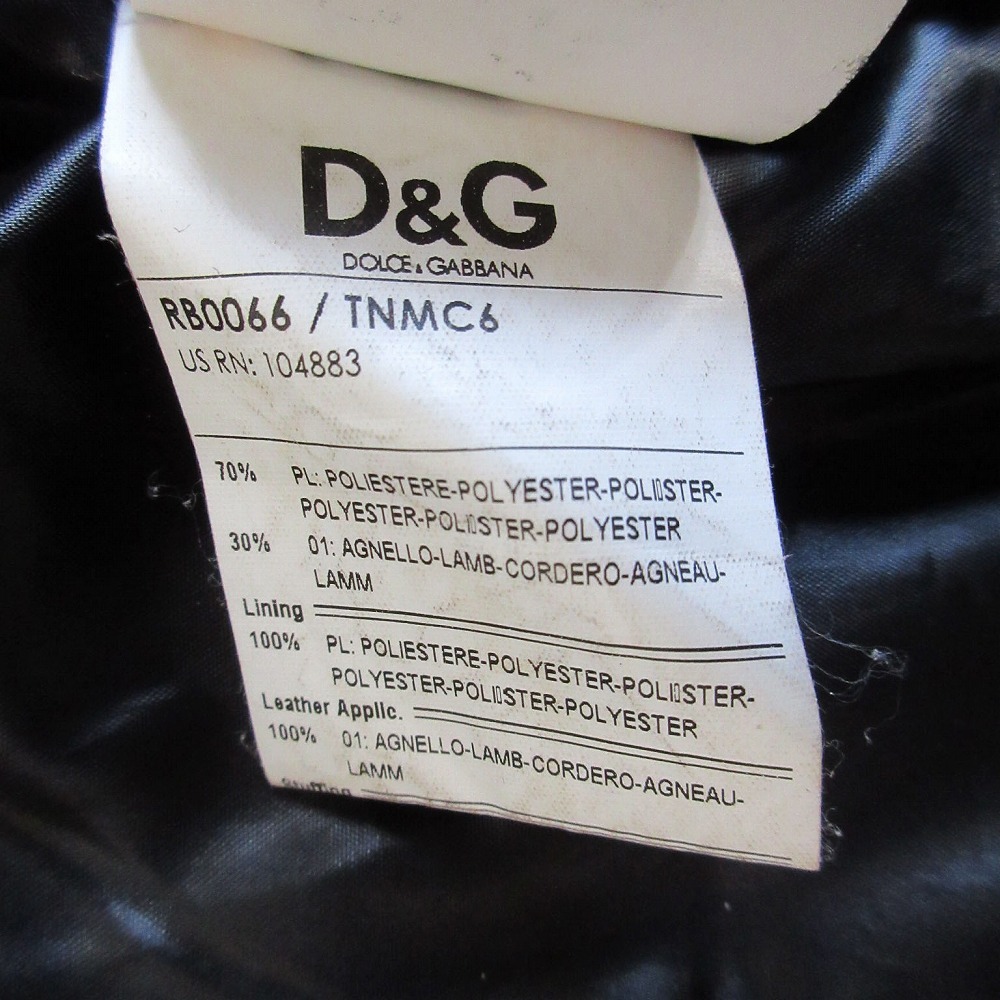 D&G
DOLCE & GABBANA
RB0066 / TNMC6
US RN: 104883
70% PL: POLIESTERE-POLYESTER-POLI▯STER-
POLYESTER-POLI▯STER-POLYESTER
30% 01: AGNELLO-LAMB-CORDERO-AGNEAU-
LAMM
Lining
100% PL: POLIESTERE-POLYESTER-POLI▯STER-
POLYESTER-POLI▯STER-POLYESTER
Leather Applic.
100% 01: AGNELLO-LAMB-CORDERO-AGNEAU-
LAMM
Stuffing